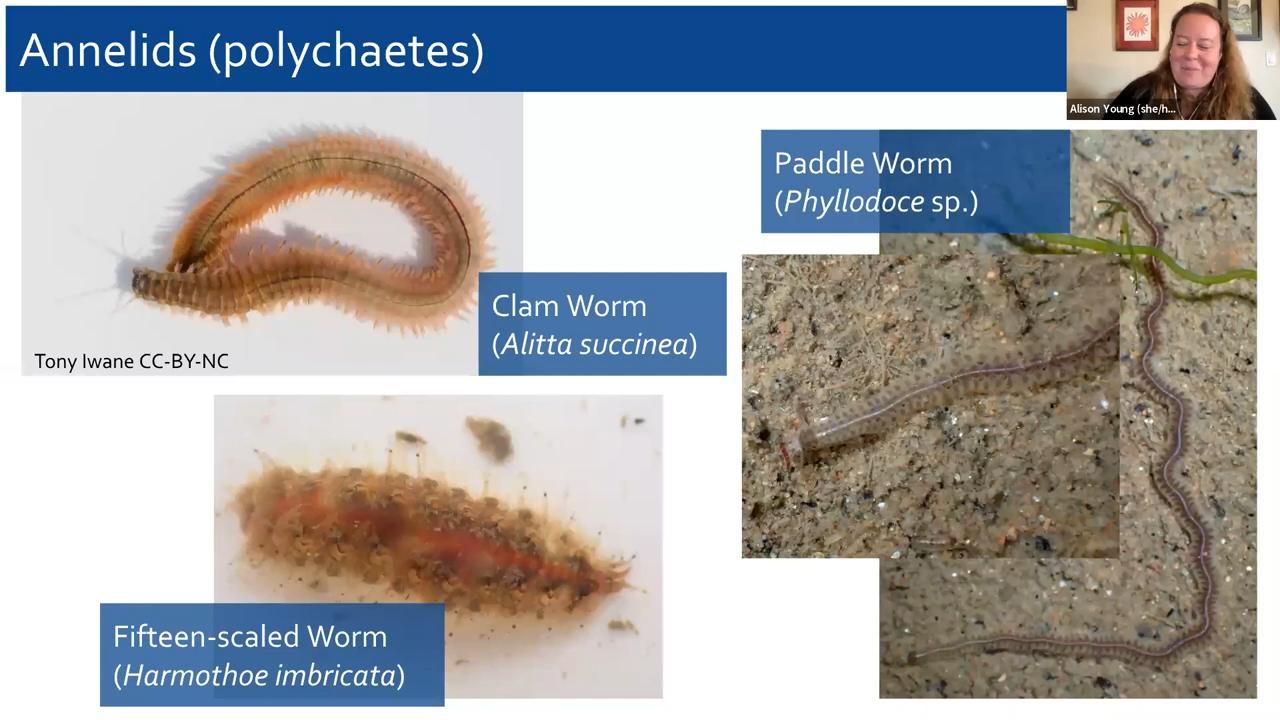 Annelids (polychaetes)
Alison Young (she/h...
Paddle Worm
(Phyllodoce sp.)
Clam Worm
(Alitta succinea)
Tony Iwane CC-BY-NC
Fifteen-scaled Worm
(Harmothoe imbricata)